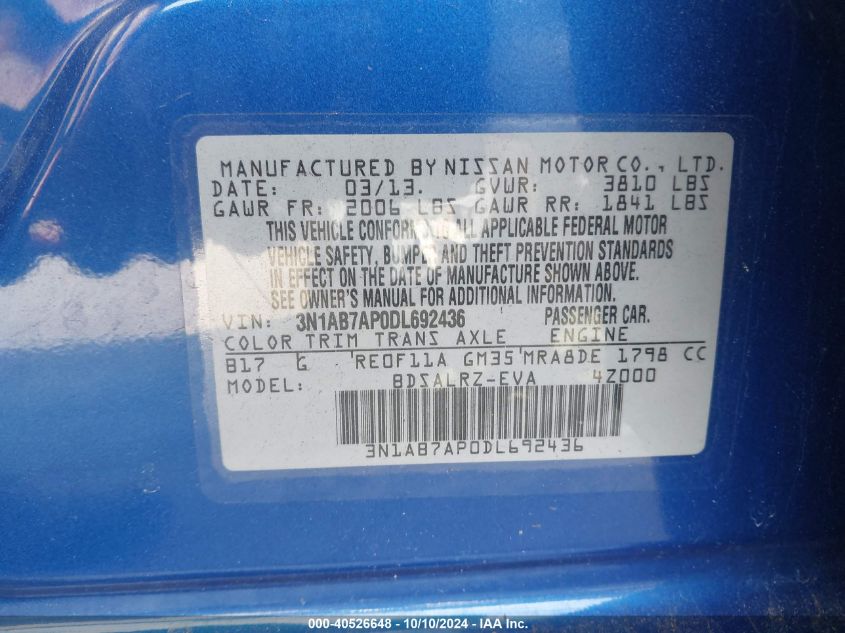 MANUFACTURED BY NISSAN MOTOR CO., LTD.
DATE: 03/13. GVWR: 3810 LBS
GAWR FR: 2006 LBS GAWR RR: 1841 LBS
THIS VEHICLE CONFORMS TO ALL APPLICABLE FEDERAL MOTOR
VEHICLE SAFETY, BUMPER AND THEFT PREVENTION STANDARDS
IN EFFECT ON THE DATE OF MANUFACTURE SHOWN ABOVE.
SEE OWNER'S MANUAL FOR ADDITIONAL INFORMATION.
VIN: 3N1AB7AP0DL692436 PASSENGER CAR.
COLOR TRIM TRANS AXLE ENGINE
B17 G RE0F11A GM35 MRA8DE 1798 CC
MODEL: BDSALRZ-EVA 4Z000
3N1AB7AP0DL692436
000-40526648 - 10/10/2024 - IAA Inc.